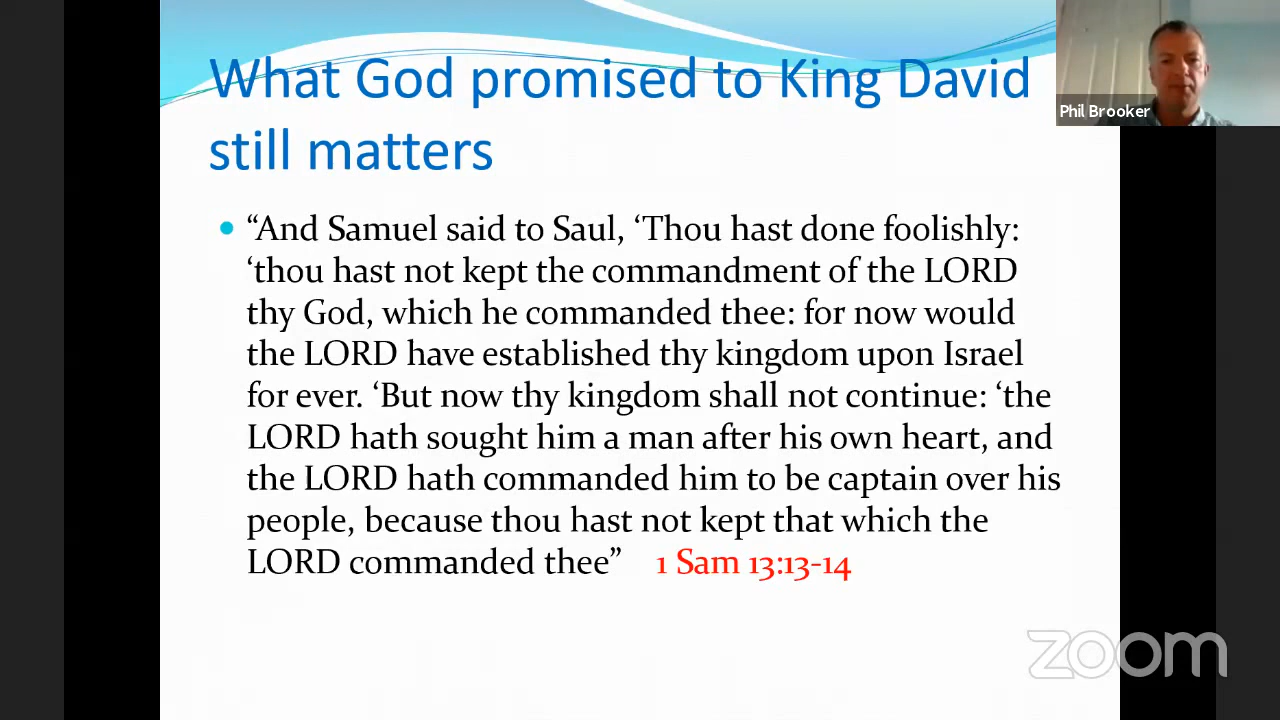 What God promised to King David
still matters
Phil Brooker
• “And Samuel said to Saul, ‘Thou hast done foolishly:
‘thou hast not kept the commandment of the LORD
thy God, which he commanded thee: for now would
the LORD have established thy kingdom upon Israel
for ever. ‘But now thy kingdom shall not continue: ‘the
LORD hath sought him a man after his own heart, and
the LORD hath commanded him to be captain over his
people, because thou hast not kept that which the
LORD commanded thee” 1 Sam 13:13-14
zoom